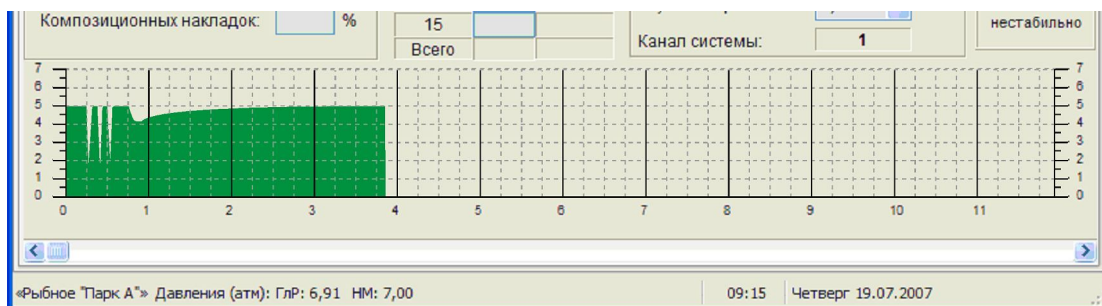 Композиционных накладок: %
15
Всего
Канал системы: 1
нестабильно
7 7
6 6
5 5
4 4
3 3
2 2
1 1
0 0
0 1 2 3 4 5 6 7 8 9 10 11
«Рыбное "Парк А"» Давления (атм): ГлР: 6,91 НМ: 7,00 09:15 Четверг 19.07.2007